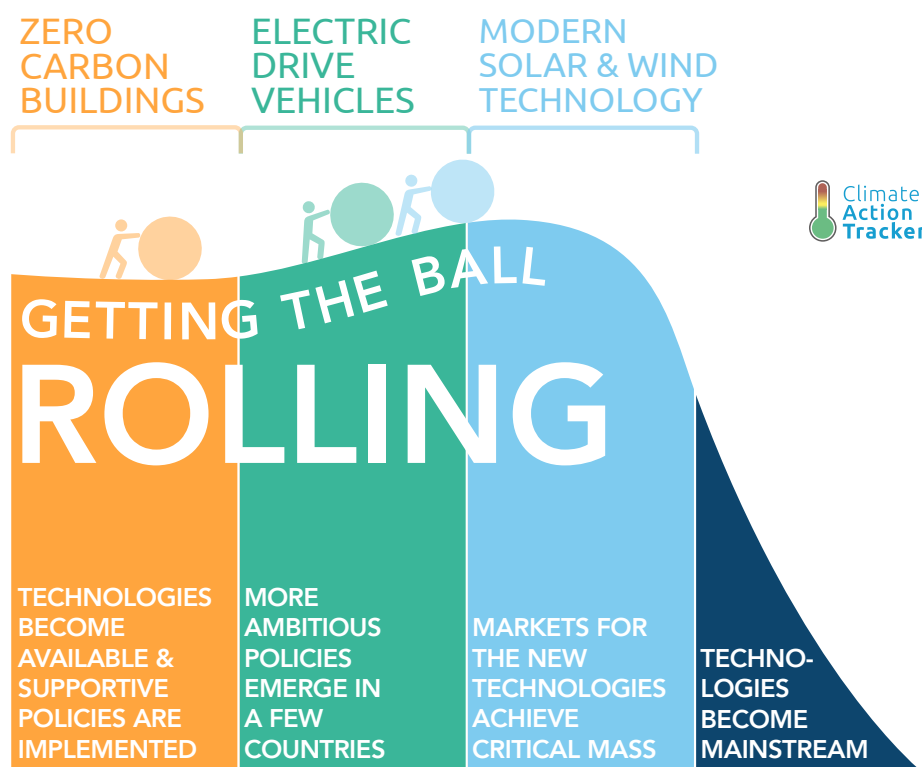 ZERO
CARBON
BUILDINGS
ELECTRIC
DRIVE
VEHICLES
MODERN
SOLAR & WIND
TECHNOLOGY
Climate
Action
Tracker
GETTING THE BALL
ROLLING
TECHNOLOGIES
BECOME
AVAILABLE &
SUPPORTIVE
POLICIES ARE
IMPLEMENTED
MORE
AMBITIOUS
POLICIES
EMERGE IN
A FEW
COUNTRIES
MARKETS FOR
THE NEW
TECHNOLOGIES
ACHIEVE
CRITICAL MASS
TECHNO-
LOGIES
BECOME
MAINSTREAM